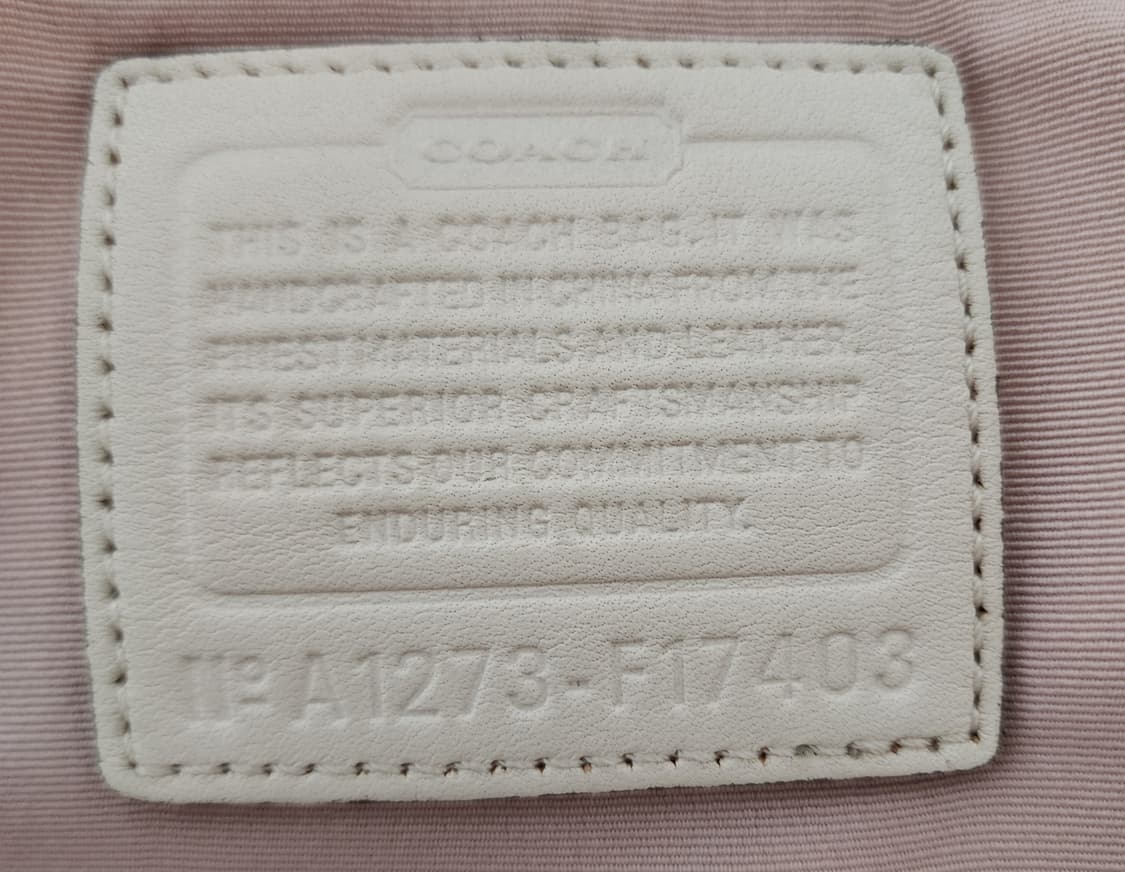 COACH
THIS IS A COACH BAG. IT WAS
HANDCRAFTED IN CHINA FROM THE
FINEST MATERIALS AND LEATHER.
ITS SUPERIOR CRAFTSMANSHIP
REFLECTS OUR COMMITMENT TO
ENDURING QUALITY.
Nº A1273-F17403